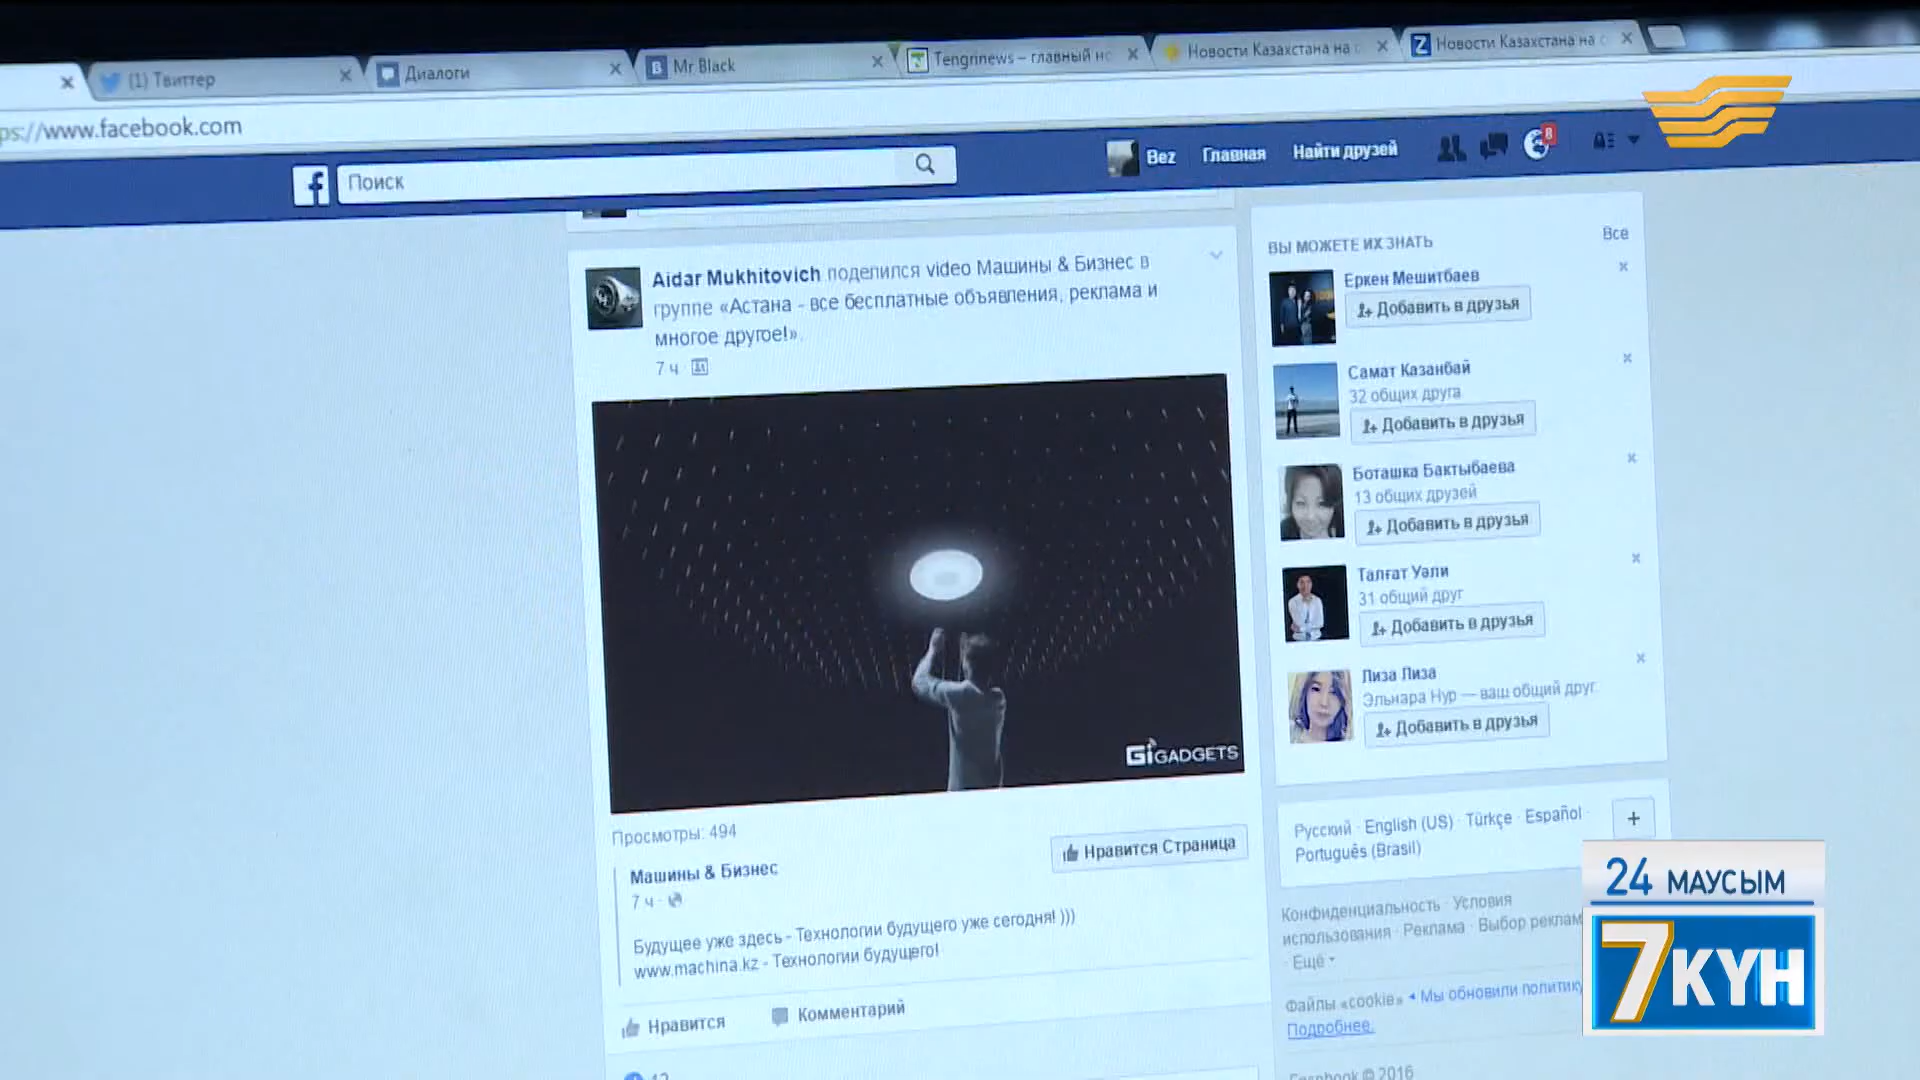 (1) Твиттер
Диалоги
Mr Black
Tengrinews – главный но
Новости Казахстана на с
Новости Казахстана на с
ps://www.facebook.com
Поиск
Bez
Главная
Найти друзей
8
Aidar Mukhitovich поделился video Машины & Бизнес в
группе «Астана - все бесплатные объявления, реклама и
многое другое!».
7 ч
GiGADGETS
Просмотры: 494
Нравится Страница
Машины & Бизнес
7 ч
Будущее уже здесь - Технологии будущего уже сегодня! )))
www.machina.kz - Технологии будущего!
Нравится
Комментарий
ВЫ МОЖЕТЕ ИХ ЗНАТЬ
Все
Еркен Мешитбаев
Добавить в друзья
Самат Казанбай
32 общих друга
Добавить в друзья
Боташка Бактыбаева
13 общих друзей
Добавить в друзья
Талғат Уәли
31 общий друг
Добавить в друзья
Лиза Лиза
Эльнара Нур — ваш общий друг.
Добавить в друзья
Русский · English (US) · Türkçe · Español ·
Português (Brasil)
+
Конфиденциальность · Условия
использования · Реклама · Выбор реклам
· Ещё
Файлы «cookie»
Мы обновили политику
Подробнее.
Facebook © 2016
24 МАУСЫМ
7КҮН